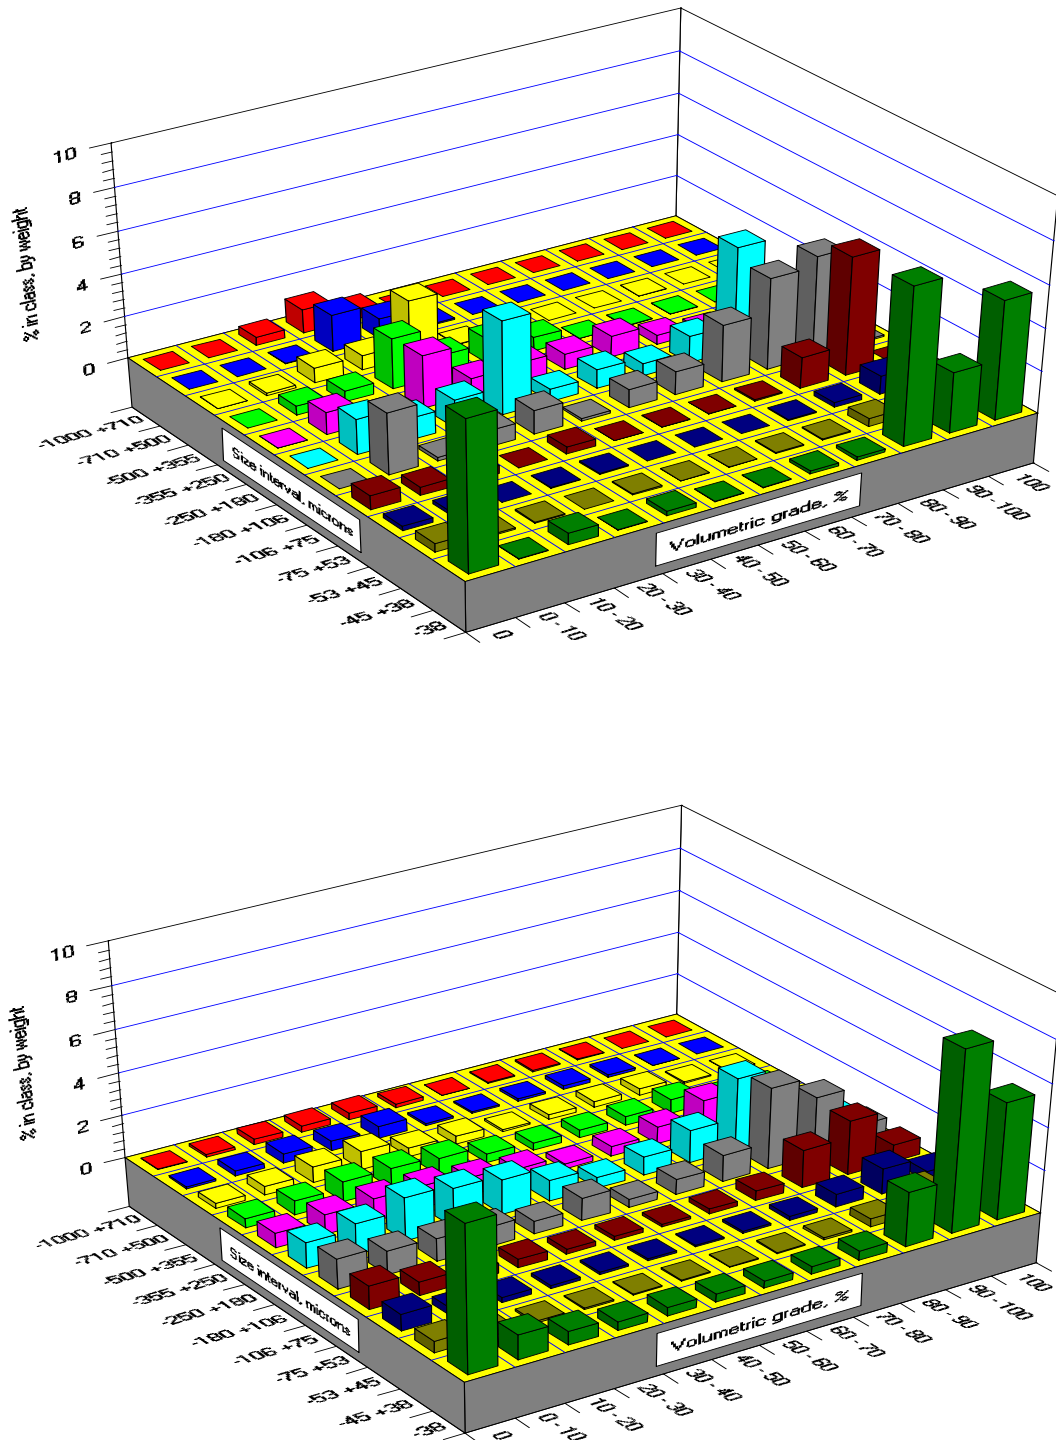 10
8
6
4
2
0
% in class, by weight
-1000 +710
-710 +500
-500 +355
-355 +250
-250 +180
-180 +106
-106 +75
-75 +53
-53 +45
-45 +38
-38
Size interval, microns
Volumetric grade, %
0
0 - 10
10 - 20
20 - 30
30 - 40
40 - 50
50 - 60
60 - 70
70 - 80
80 - 90
90 - 100
100
10
8
6
4
2
0
% in class, by weight
-1000 +710
-710 +500
-500 +355
-355 +250
-250 +180
-180 +106
-106 +75
-75 +53
-53 +45
-45 +38
-38
Size interval, microns
Volumetric grade, %
0
0 - 10
10 - 20
20 - 30
30 - 40
40 - 50
50 - 60
60 - 70
70 - 80
80 - 90
90 - 100
100